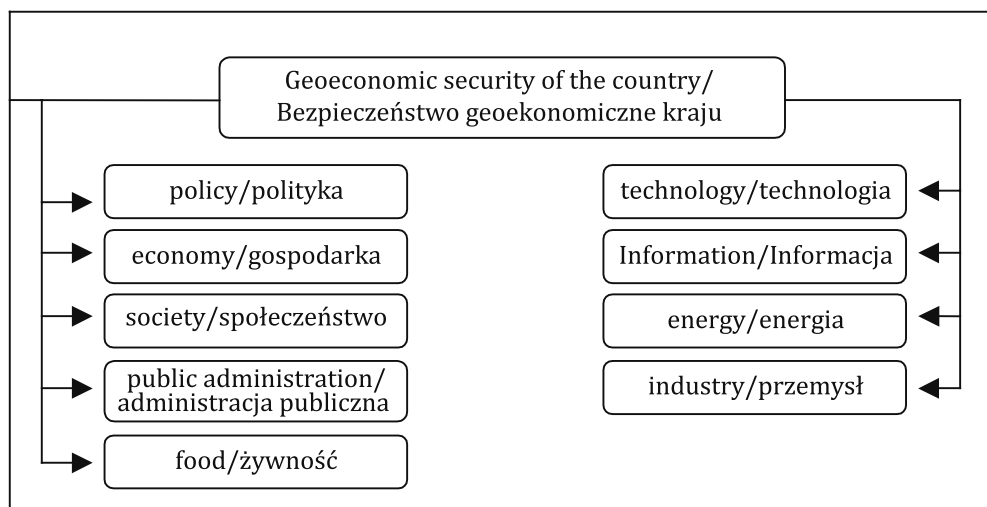 Geoeconomic security of the country/
Bezpieczeństwo geoekonomiczne kraju
policy/polityka
economy/gospodarka
society/społeczeństwo
public administration/
administracja publiczna
food/żywność
technology/technologia
Information/Informacja
energy/energia
industry/przemysł